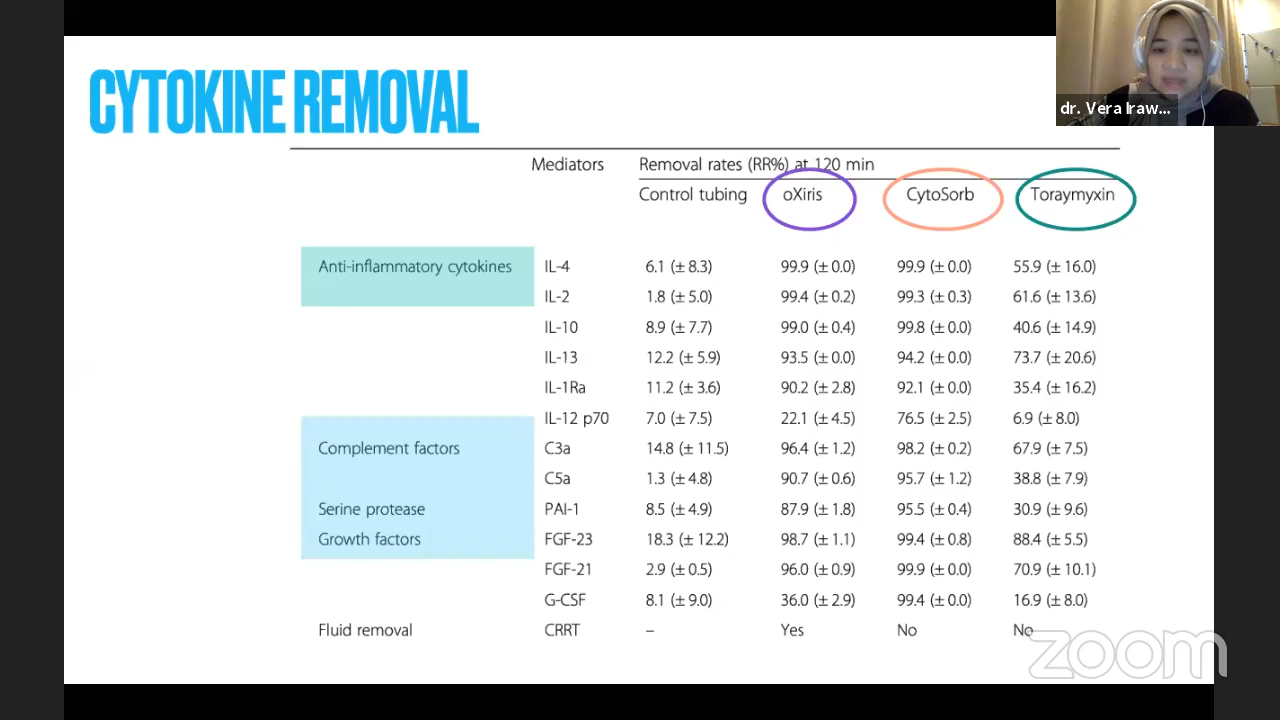 CYTOKINE REMOVAL
dr. Vera Iraw...
Mediators Removal rates (RR%) at 120 min
Control tubing oXiris CytoSorb Toraymyxin
Anti-inflammatory cytokines IL-4 6.1 (± 8.3) 99.9 (± 0.0) 99.9 (± 0.0) 55.9 (± 16.0)
IL-2 1.8 (± 5.0) 99.4 (± 0.2) 99.3 (± 0.3) 61.6 (± 13.6)
IL-10 8.9 (± 7.7) 99.0 (± 0.4) 99.8 (± 0.0) 40.6 (± 14.9)
IL-13 12.2 (± 5.9) 93.5 (± 0.0) 94.2 (± 0.0) 73.7 (± 20.6)
IL-1Ra 11.2 (± 3.6) 90.2 (± 2.8) 92.1 (± 0.0) 35.4 (± 16.2)
IL-12 p70 7.0 (± 7.5) 22.1 (± 4.5) 76.5 (± 2.5) 6.9 (± 8.0)
Complement factors C3a 14.8 (± 11.5) 96.4 (± 1.2) 98.2 (± 0.2) 67.9 (± 7.5)
C5a 1.3 (± 4.8) 90.7 (± 0.6) 95.7 (± 1.2) 38.8 (± 7.9)
Serine protease PAI-1 8.5 (± 4.9) 87.9 (± 1.8) 95.5 (± 0.4) 30.9 (± 9.6)
Growth factors FGF-23 18.3 (± 12.2) 98.7 (± 1.1) 99.4 (± 0.8) 88.4 (± 5.5)
FGF-21 2.9 (± 0.5) 96.0 (± 0.9) 99.9 (± 0.0) 70.9 (± 10.1)
G-CSF 8.1 (± 9.0) 36.0 (± 2.9) 99.4 (± 0.0) 16.9 (± 8.0)
Fluid removal CRRT – Yes No No
zoom